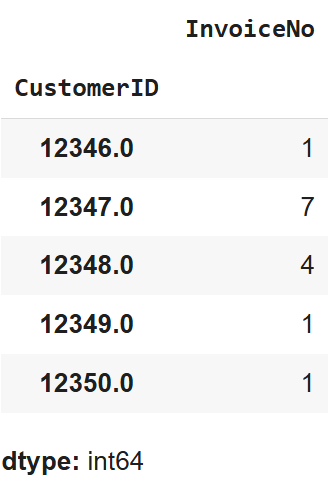 InvoiceNo
CustomerID
12346.0 1
12347.0 7
12348.0 4
12349.0 1
12350.0 1
dtype: int64